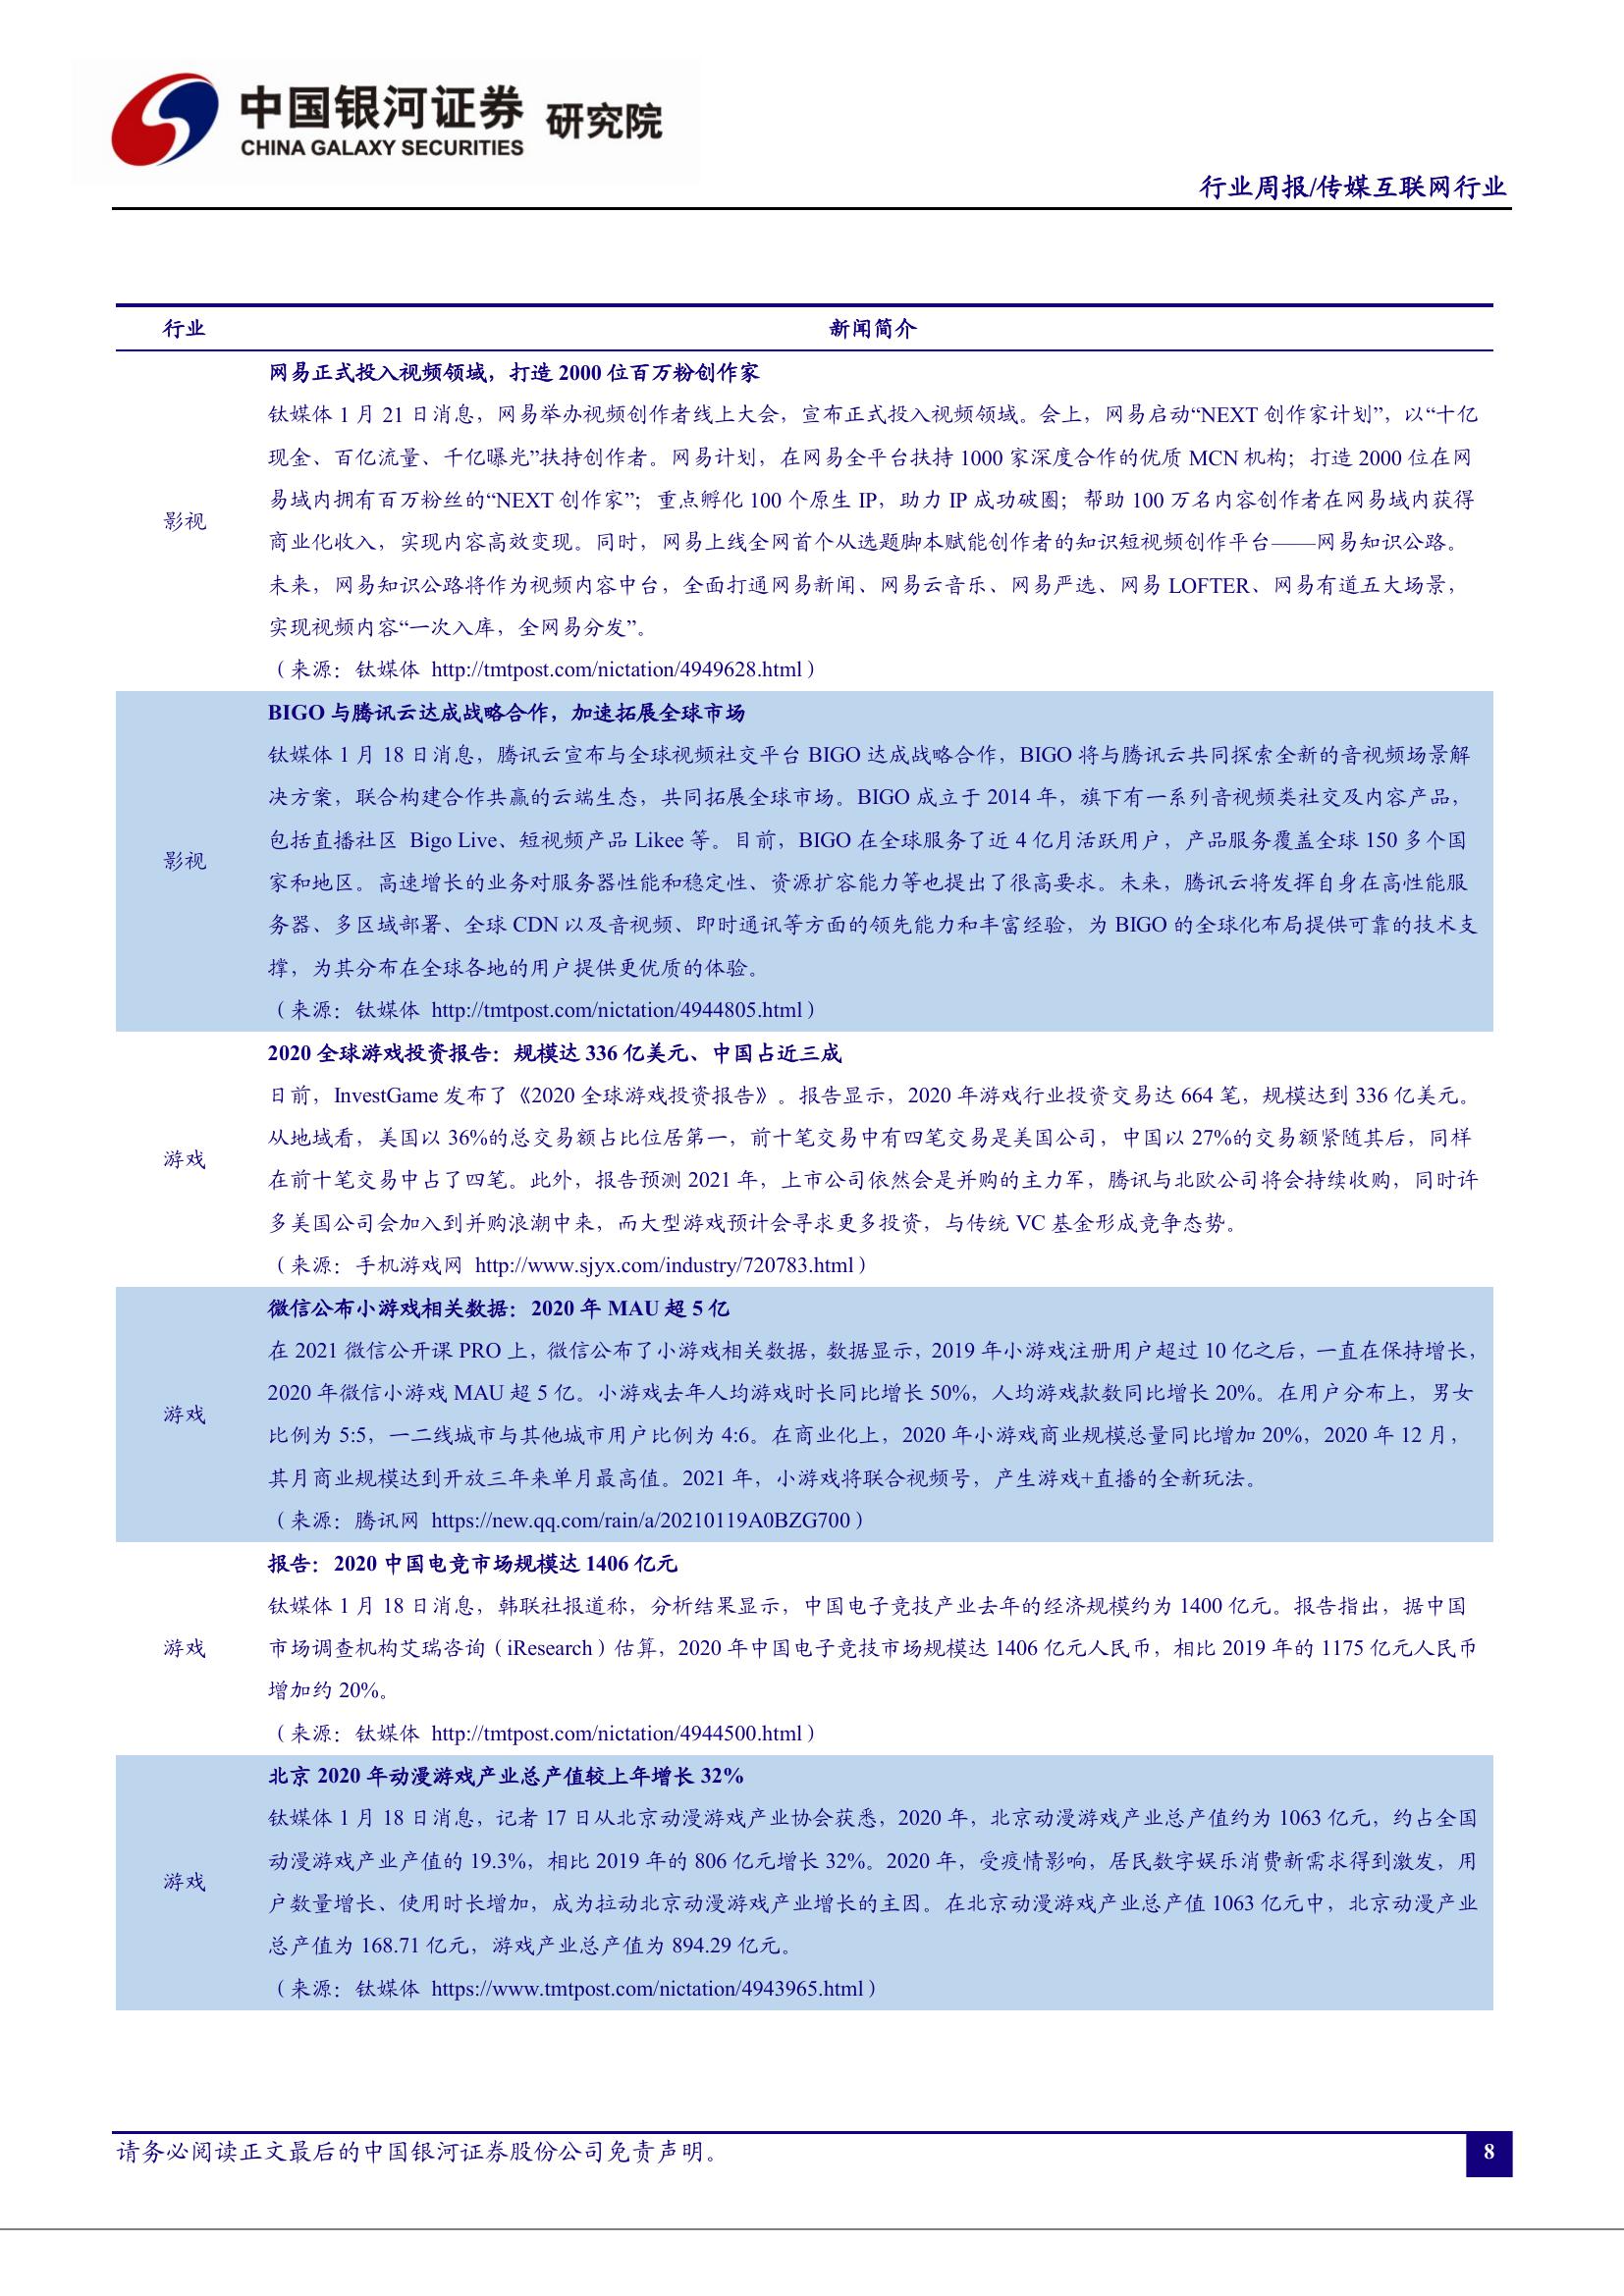 中国银河证券 研究院
CHINA GALAXY SECURITIES
行业周报/传媒互联网行业
行业 新闻简介
网易正式投入视频领域，打造 2000 位百万粉创作家
钛媒体 1 月 21 日消息，网易举办视频创作者线上大会，宣布正式投入视频领域。会上，网易启动“NEXT 创作家计划”，以“十亿
现金、百亿流量、千亿曝光”扶持创作者。网易计划，在网易全平台扶持 1000 家深度合作的优质 MCN 机构；打造 2000 位在网
易域内拥有百万粉丝的“NEXT 创作家”；重点孵化 100 个原生 IP，助力 IP 成功破圈；帮助 100 万名内容创作者在网易域内获得
影视
商业化收入，实现内容高效变现。同时，网易上线全网首个从选题脚本赋能创作者的知识短视频创作平台——网易知识公路。
未来，网易知识公路将作为视频内容中台，全面打通网易新闻、网易云音乐、网易严选、网易 LOFTER、网易有道五大场景，
实现视频内容“一次入库，全网易分发”。
（来源：钛媒体 http://tmtpost.com/nictation/4949628.html）
BIGO 与腾讯云达成战略合作，加速拓展全球市场
钛媒体 1 月 18 日消息，腾讯云宣布与全球视频社交平台 BIGO 达成战略合作，BIGO 将与腾讯云共同探索全新的音视频场景解
决方案，联合构建合作共赢的云端生态，共同拓展全球市场。BIGO 成立于 2014 年，旗下有一系列音视频类社交及内容产品，
包括直播社区 Bigo Live、短视频产品 Likee 等。目前，BIGO 在全球服务了近 4 亿月活跃用户，产品服务覆盖全球 150 多个国
影视
家和地区。高速增长的业务对服务器性能和稳定性、资源扩容能力等也提出了很高要求。未来，腾讯云将发挥自身在高性能服
务器、多区域部署、全球 CDN 以及音视频、即时通讯等方面的领先能力和丰富经验，为 BIGO 的全球化布局提供可靠的技术支
撑，为其分布在全球各地的用户提供更优质的体验。
（来源：钛媒体 http://tmtpost.com/nictation/4944805.html）
2020 全球游戏投资报告：规模达 336 亿美元、中国占近三成
日前，InvestGame 发布了《2020 全球游戏投资报告》。报告显示，2020 年游戏行业投资交易达 664 笔，规模达到 336 亿美元。
从地域看，美国以 36%的总交易额占比位居第一，前十笔交易中有四笔交易是美国公司，中国以 27%的交易额紧随其后，同样
游戏
在前十笔交易中占了四笔。此外，报告预测 2021 年，上市公司依然会是并购的主力军，腾讯与北欧公司将会持续收购，同时许
多美国公司会加入到并购浪潮中来，而大型游戏预计会寻求更多投资，与传统 VC 基金形成竞争态势。
（来源：手机游戏网 http://www.sjyx.com/industry/720783.html）
微信公布小游戏相关数据：2020 年 MAU 超 5 亿
在 2021 微信公开课 PRO 上，微信公布了小游戏相关数据，数据显示，2019 年小游戏注册用户超过 10 亿之后，一直在保持增长，
2020 年微信小游戏 MAU 超 5 亿。小游戏去年人均游戏时长同比增长 50%，人均游戏款数同比增长 20%。在用户分布上，男女
游戏
比例为 5:5，一二线城市与其他城市用户比例为 4:6。在商业化上，2020 年小游戏商业规模总量同比增加 20%，2020 年 12 月，
其月商业规模达到开放三年来单月最高值。2021 年，小游戏将联合视频号，产生游戏+直播的全新玩法。
（来源：腾讯网 https://new.qq.com/rain/a/20210119A0BZG700）
报告：2020 中国电竞市场规模达 1406 亿元
钛媒体 1 月 18 日消息，韩联社报道称，分析结果显示，中国电子竞技产业去年的经济规模约为 1400 亿元。报告指出，据中国
游戏
市场调查机构艾瑞咨询（iResearch）估算，2020 年中国电子竞技市场规模达 1406 亿元人民币，相比 2019 年的 1175 亿元人民币
增加约 20%。
（来源：钛媒体 http://tmtpost.com/nictation/4944500.html）
北京 2020 年动漫游戏产业总产值较上年增长 32%
钛媒体 1 月 18 日消息，记者 17 日从北京动漫游戏产业协会获悉，2020 年，北京动漫游戏产业总产值约为 1063 亿元，约占全国
动漫游戏产业产值的 19.3%，相比 2019 年的 806 亿元增长 32%。2020 年，受疫情影响，居民数字娱乐消费新需求得到激发，用
游戏
户数量增长、使用时长增加，成为拉动北京动漫游戏产业增长的主因。在北京动漫游戏产业总产值 1063 亿元中，北京动漫产业
总产值为 168.71 亿元，游戏产业总产值为 894.29 亿元。
（来源：钛媒体 https://www.tmtpost.com/nictation/4943965.html）
请务必阅读正文最后的中国银河证券股份公司免责声明。
8